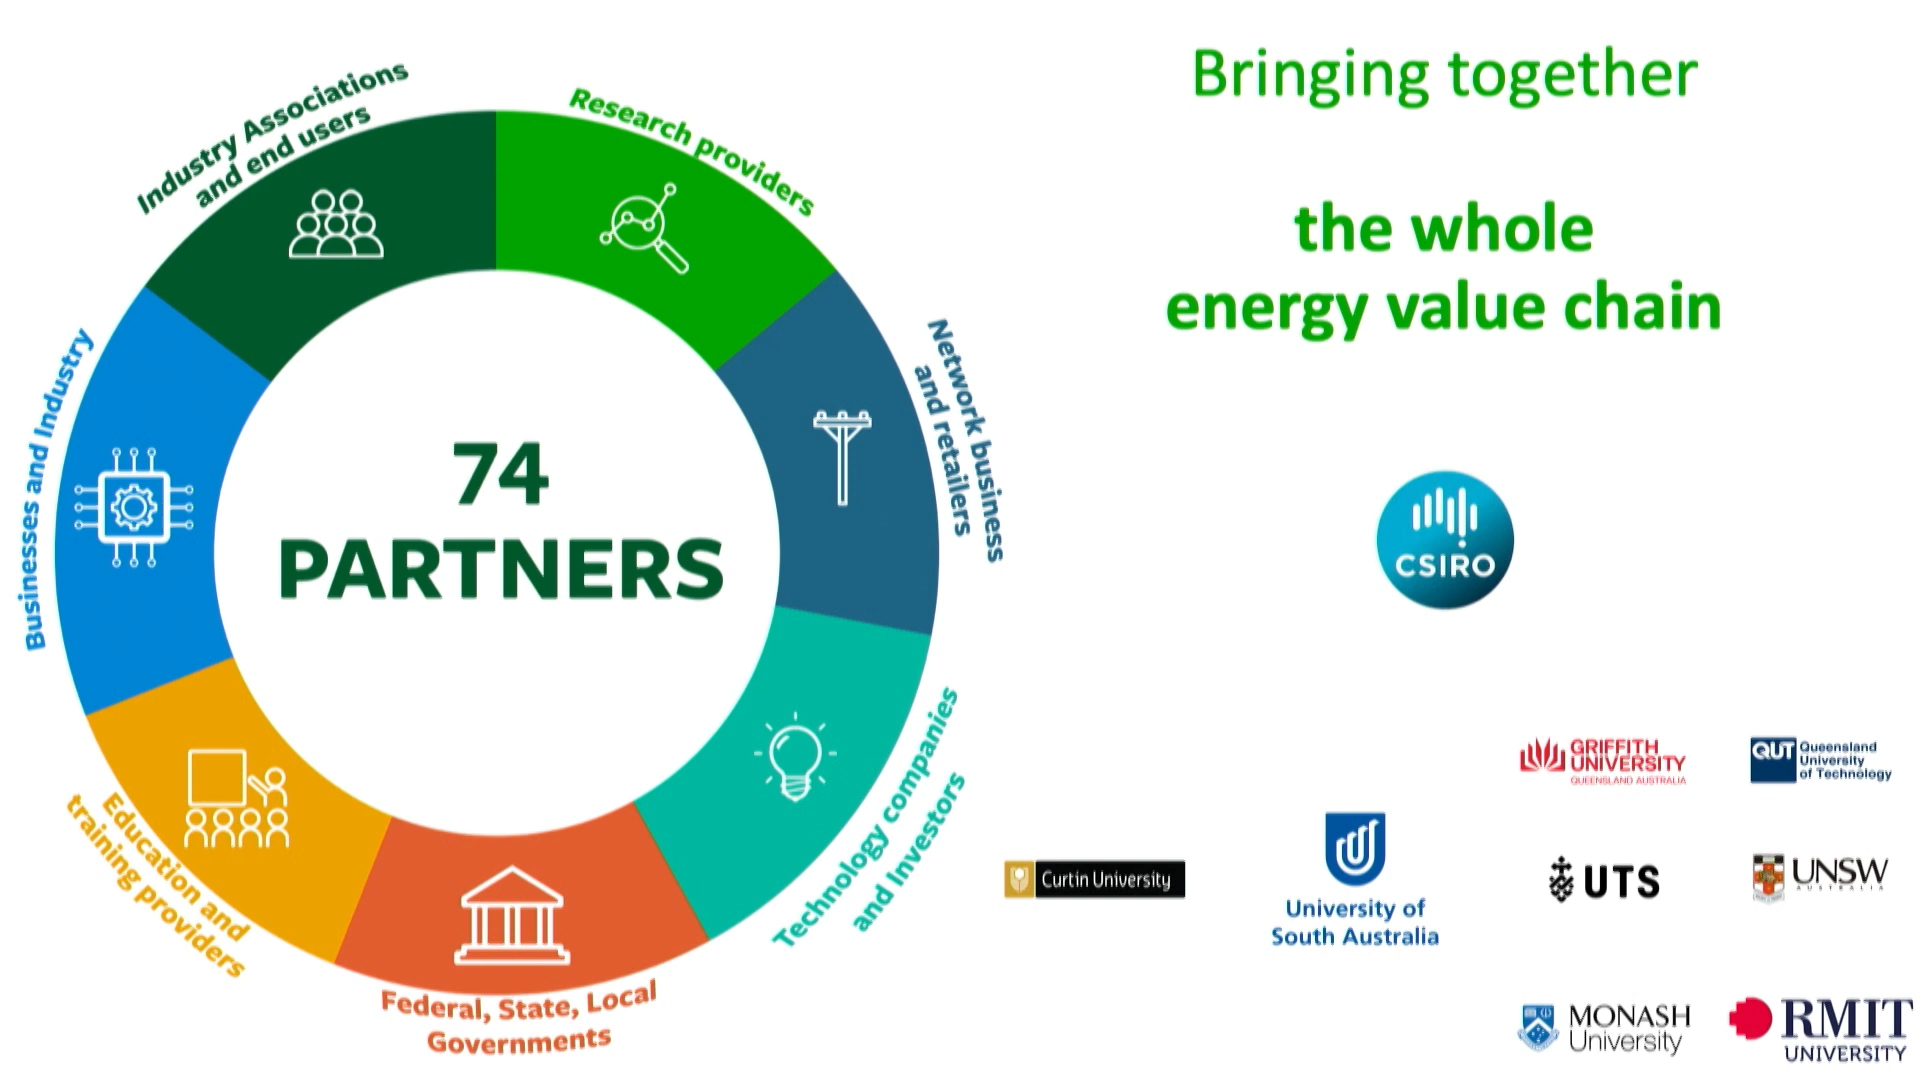 Bringing together
the whole
energy value chain
Industry Associations
and end users
Research providers
Network business
and retailers
Technology companies
and Investors
Federal, State, Local
Governments
Education and
training providers
Businesses and Industry
74
PARTNERS
CSIRO
GRIFFITH
UNIVERSITY
QUEENSLAND AUSTRALIA
QUT
Queensland
University
of Technology
Curtin University
University of
South Australia
UTS
UNSW
AUSTRALIA
MONASH
University
RMIT
UNIVERSITY